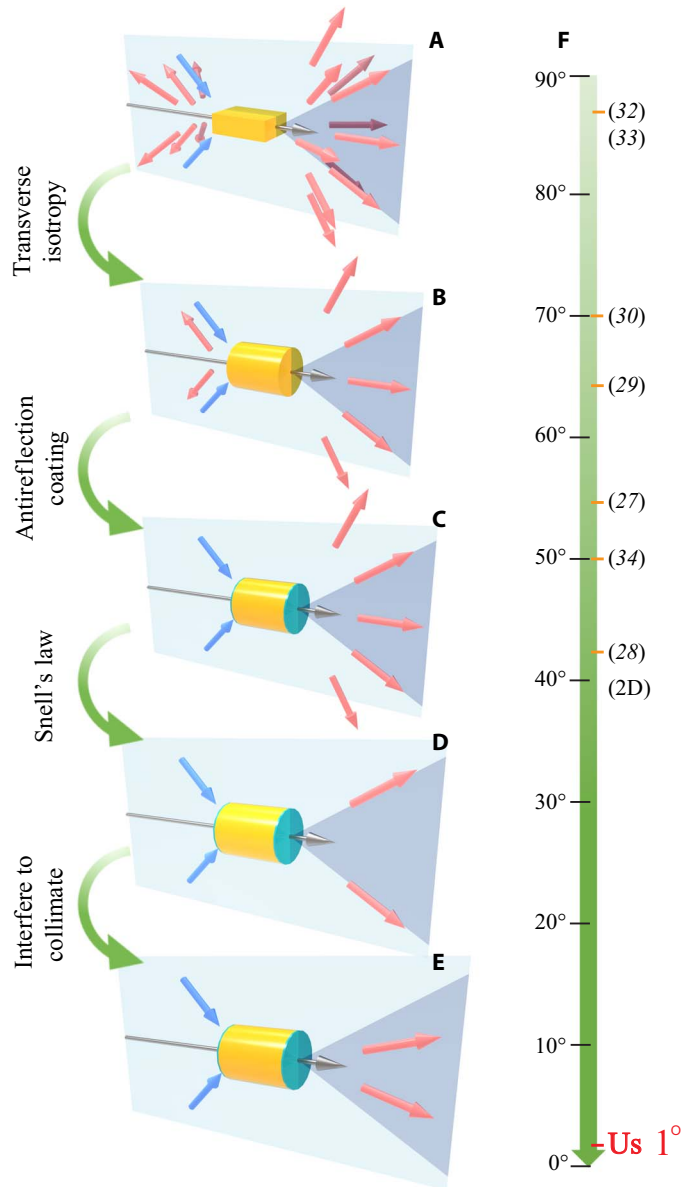 A
Transverse
isotropy
B
Antireflection
coating
C
Snell's law
D
Interfere to
collimate
E
F
90°
(32)
(33)
80°
70°
(30)
(29)
60°
(27)
50°
(34)
(28)
40°
(2D)
30°
20°
10°
Us 1°
0°